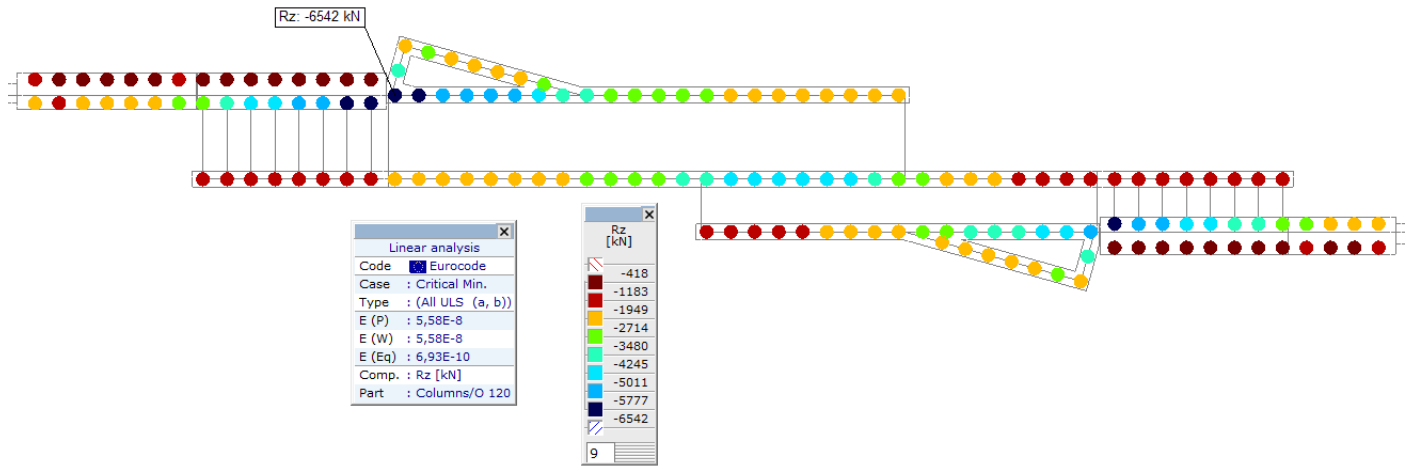 Rz: -6542 kN
Linear analysis
Code Eurocode
Case : Critical Min.
Type : (All ULS (a, b))
E (P) : 5,58E-8
E (W) : 5,58E-8
E (Eq) : 6,93E-10
Comp. : Rz [kN]
Part : Columns/O 120
Rz
[kN]
-418
-1183
-1949
-2714
-3480
-4245
-5011
-5777
-6542
9